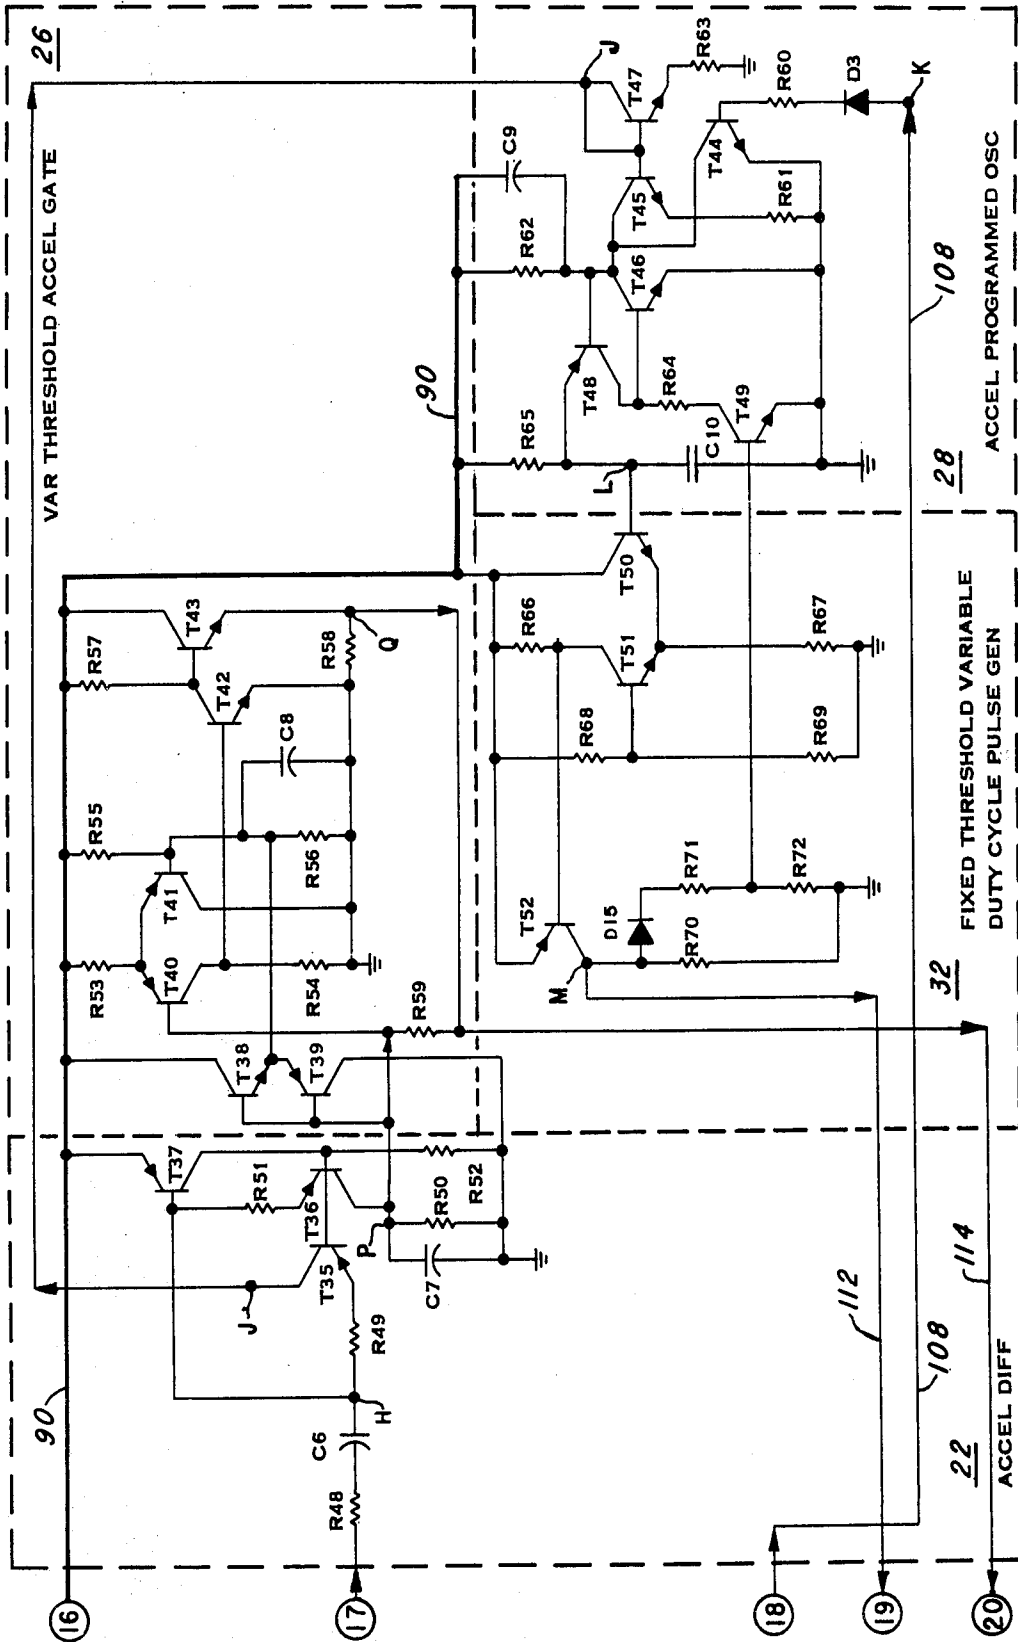 26
VAR THRESHOLD ACCEL GATE
90
16
17
18
19
20
R48
C6
H
R49
J
T35
T36
T37
R51
P
C7
R50
R52
T38
T39
R59
R53
T40
T41
R55
R54
R56
C8
T42
T43
R57
R58
Q
90
22
ACCEL DIFF
J
T47
R63
C9
R62
T45
T46
T44
R60
D3
K
R61
T48
R64
T49
R65
C10
L
28
ACCEL PROGRAMMED OSC
108
T50
T51
R66
R67
R68
R69
T52
M
D15
R70
R71
R72
32
FIXED THRESHOLD VARIABLE
DUTY CYCLE PULSE GEN
112
108
114